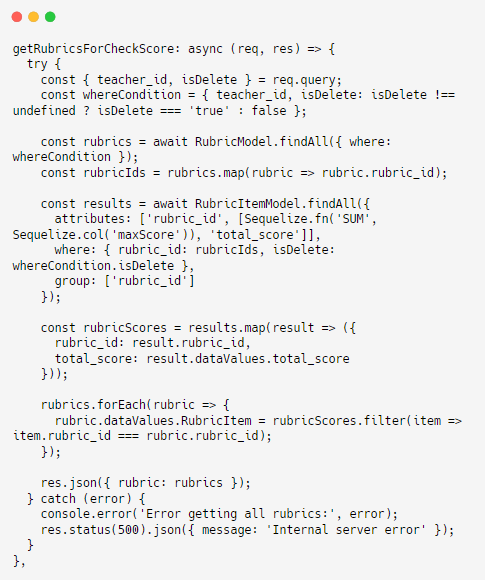 getRubricsForCheckScore: async (req, res) => {
  try {
    const { teacher_id, isDelete } = req.query;
    const whereCondition = { teacher_id, isDelete: isDelete !==
undefined ? isDelete === 'true' : false };

    const rubrics = await RubricModel.findAll({ where:
whereCondition });
    const rubricIds = rubrics.map(rubric => rubric.rubric_id);

    const results = await RubricItemModel.findAll({
      attributes: ['rubric_id', [Sequelize.fn('SUM',
Sequelize.col('maxScore')), 'total_score']],
      where: { rubric_id: rubricIds, isDelete:
whereCondition.isDelete },
      group: ['rubric_id']
    });

    const rubricScores = results.map(result => ({
      rubric_id: result.rubric_id,
      total_score: result.dataValues.total_score
    }));

    rubrics.forEach(rubric => {
      rubric.dataValues.RubricItem = rubricScores.filter(item =>
item.rubric_id === rubric.rubric_id);
    });

    res.json({ rubric: rubrics });
  } catch (error) {
    console.error('Error getting all rubrics:', error);
    res.status(500).json({ message: 'Internal server error' });
  }
},